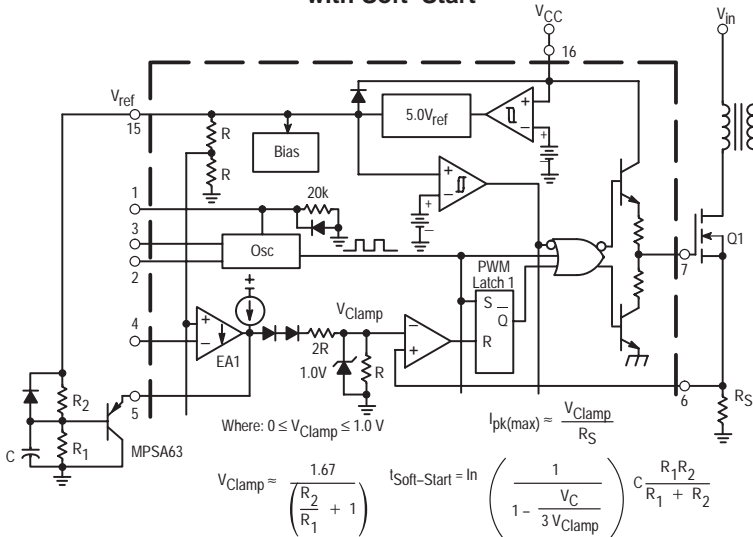 with Soft–Start
VCC
Vin
16
Vref
15
5.0Vref
+
–
+
–
R
Bias
R
+
–
+
–
1
20k
3
Osc
2
7
Q1
PWM
Latch 1
S
Q
R
+
4
+
–
EA1
VClamp
2R
1.0V
R
–
+
5
6
RS
R2
R1
C
MPSA63
Where: 0 ≤ VClamp ≤ 1.0 V
Ipk(max) ≈ VClamp / RS
VClamp ≈ 1.67 / (R2/R1 + 1)
tSoft–Start = In (1 / (1 - VC / 3 VClamp)) C R1R2 / (R1 + R2)